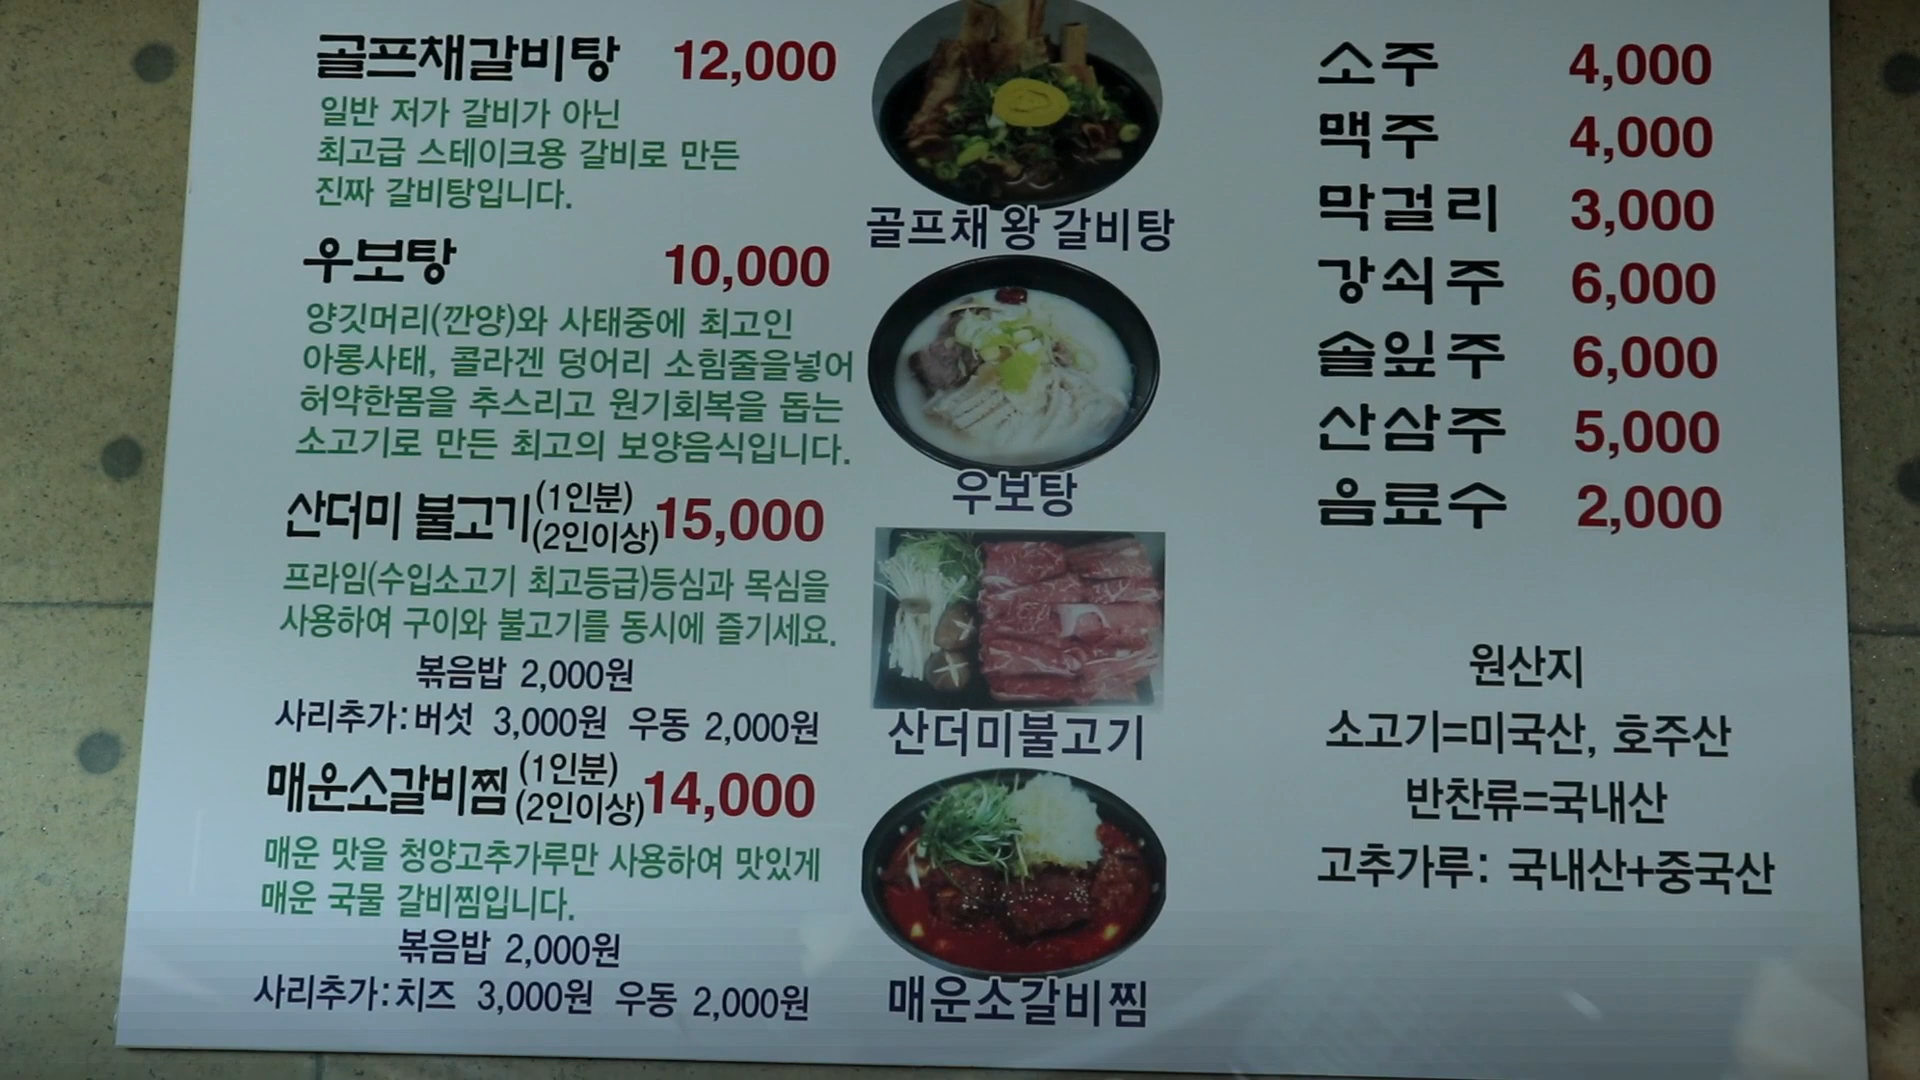 골프채갈비탕 12,000
일반 저가 갈비가 아닌
최고급 스테이크용 갈비로 만든
진짜 갈비탕입니다.
우보탕 10,000
양깃머리(깐양)와 사태중에 최고인
아롱사태, 콜라겐 덩어리 소힘줄을넣어
허약한몸을 추스리고 원기회복을 돕는
소고기로 만든 최고의 보양음식입니다.
산더미 불고기 (1인분) (2인이상) 15,000
프라임(수입소고기 최고등급)등심과 목심을
사용하여 구이와 불고기를 동시에 즐기세요.
볶음밥 2,000원
사리추가:버섯 3,000원 우동 2,000원
매운소갈비찜 (1인분) (2인이상) 14,000
매운 맛을 청양고추가루만 사용하여 맛있게
매운 국물 갈비찜입니다.
볶음밥 2,000원
사리추가:치즈 3,000원 우동 2,000원
골프채 왕 갈비탕
우보탕
산더미불고기
매운소갈비찜
소주 4,000
맥주 4,000
막걸리 3,000
강쇠주 6,000
솔잎주 6,000
산삼주 5,000
음료수 2,000
원산지
소고기=미국산, 호주산
반찬류=국내산
고추가루: 국내산+중국산